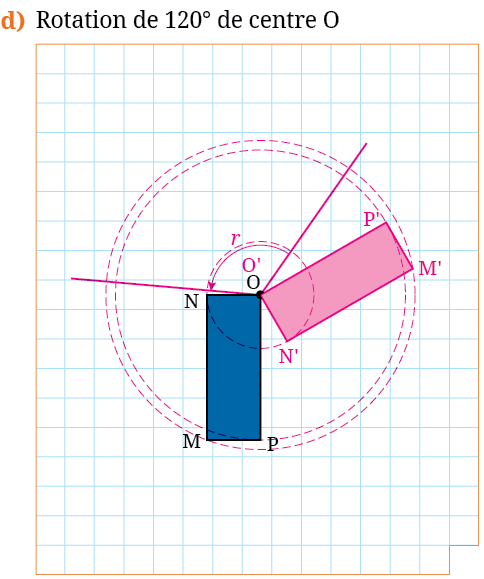 d) Rotation de 120° de centre O
P'
r
O'
M'
O
N
N'
M
P